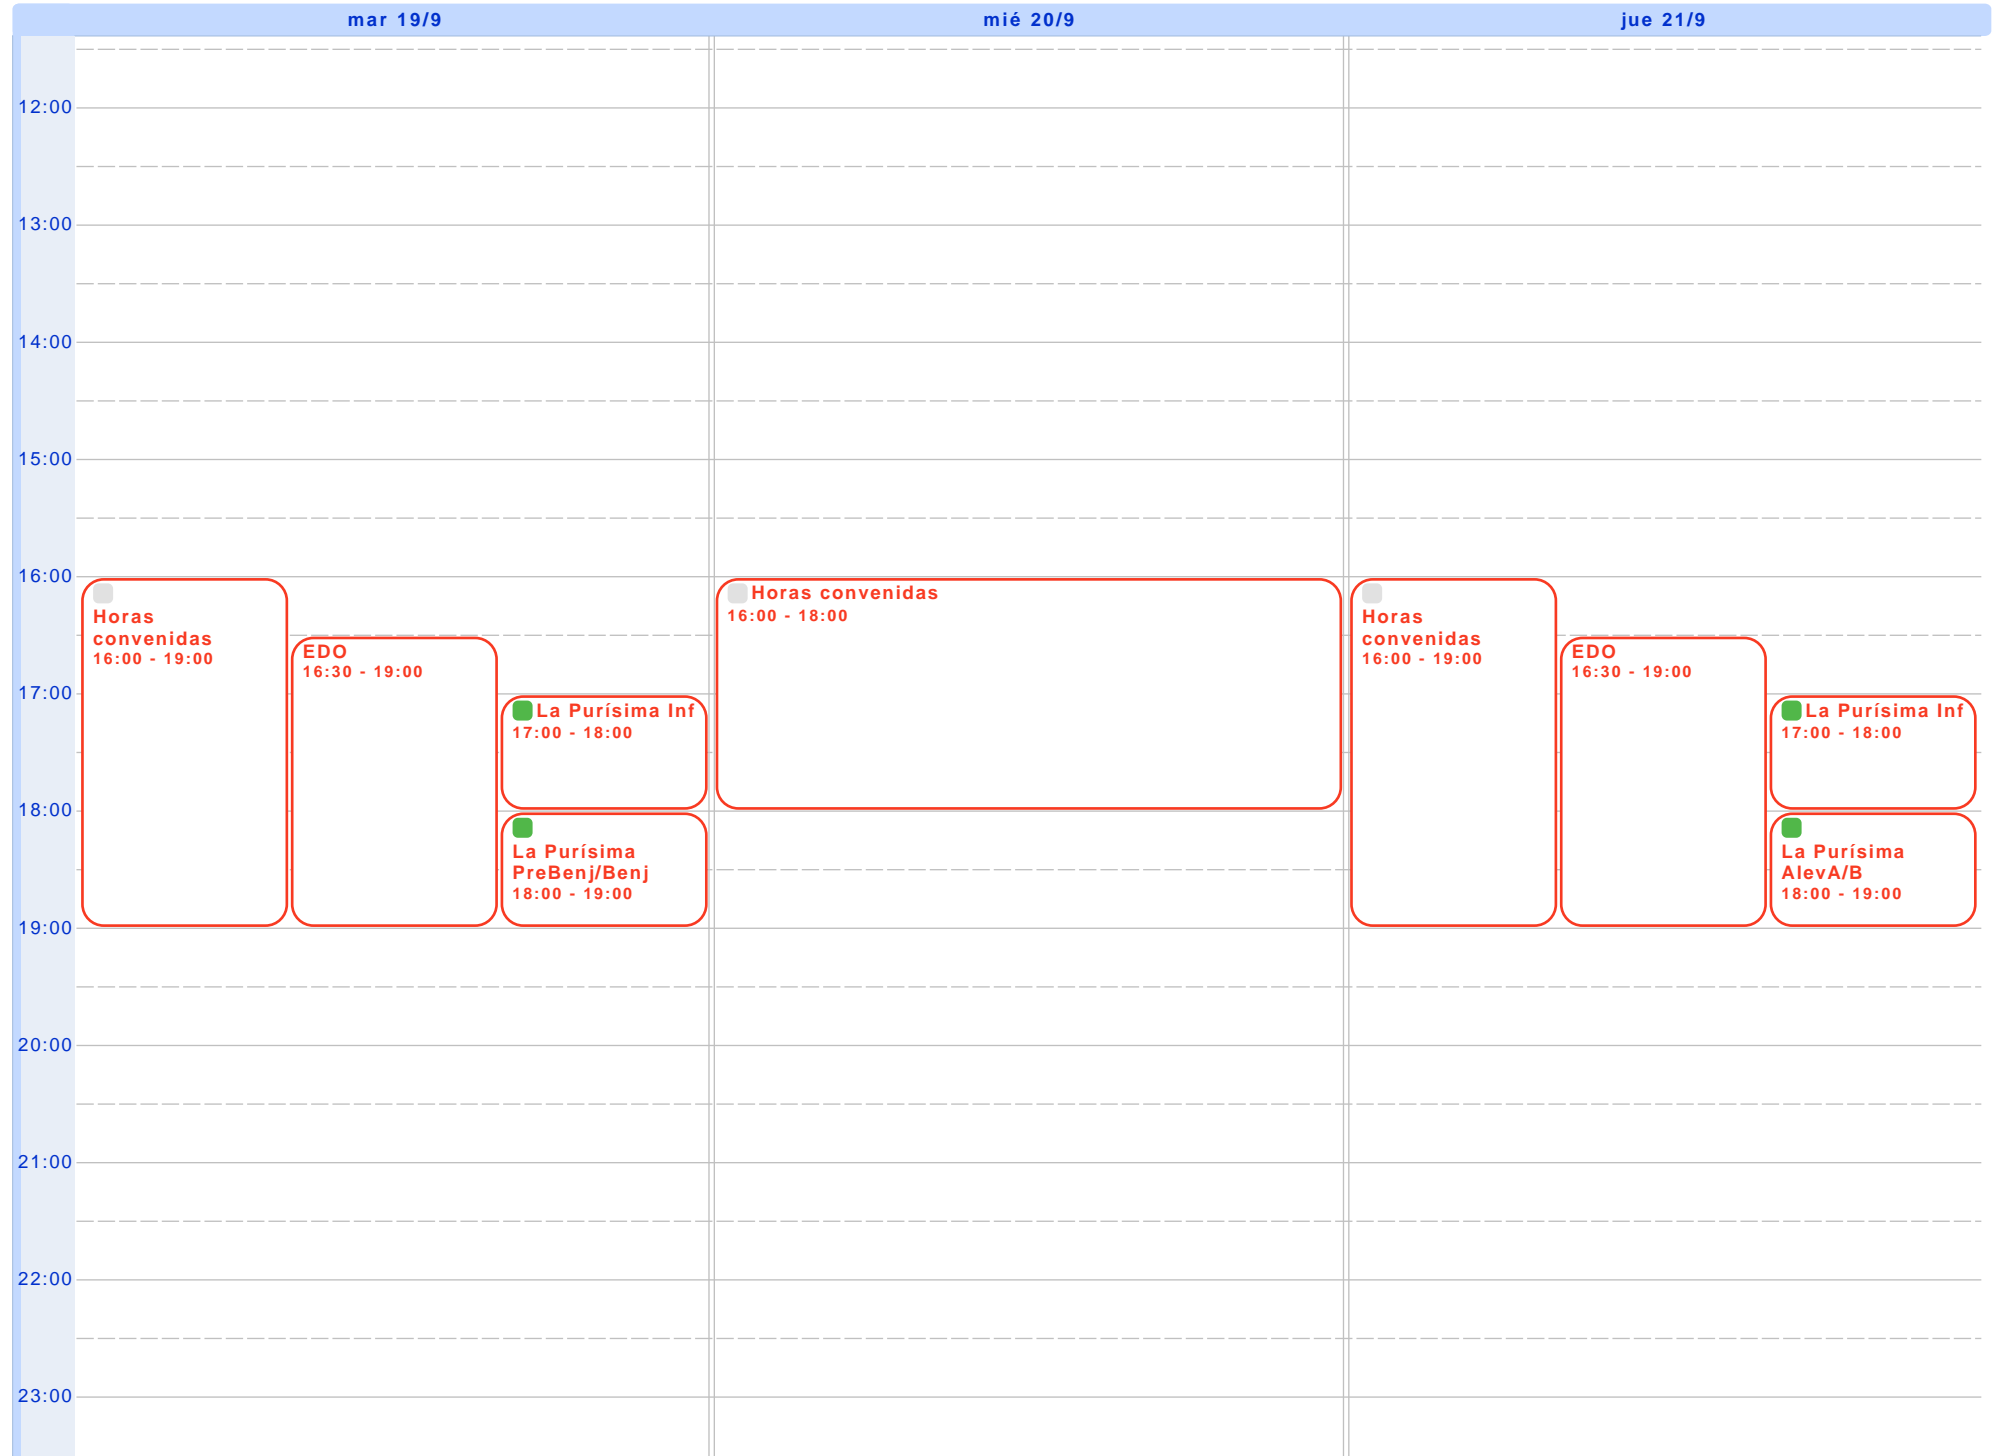 mar 19/9
mié 20/9
jue 21/9
12:00
13:00
14:00
15:00
16:00
17:00
18:00
19:00
20:00
21:00
22:00
23:00
Horas
convenidas
16:00 - 19:00
EDO
16:30 - 19:00
La Purísima Inf
17:00 - 18:00
La Purísima
PreBenj/Benj
18:00 - 19:00
Horas convenidas
16:00 - 18:00
Horas
convenidas
16:00 - 19:00
EDO
16:30 - 19:00
La Purísima Inf
17:00 - 18:00
La Purísima
AlevA/B
18:00 - 19:00